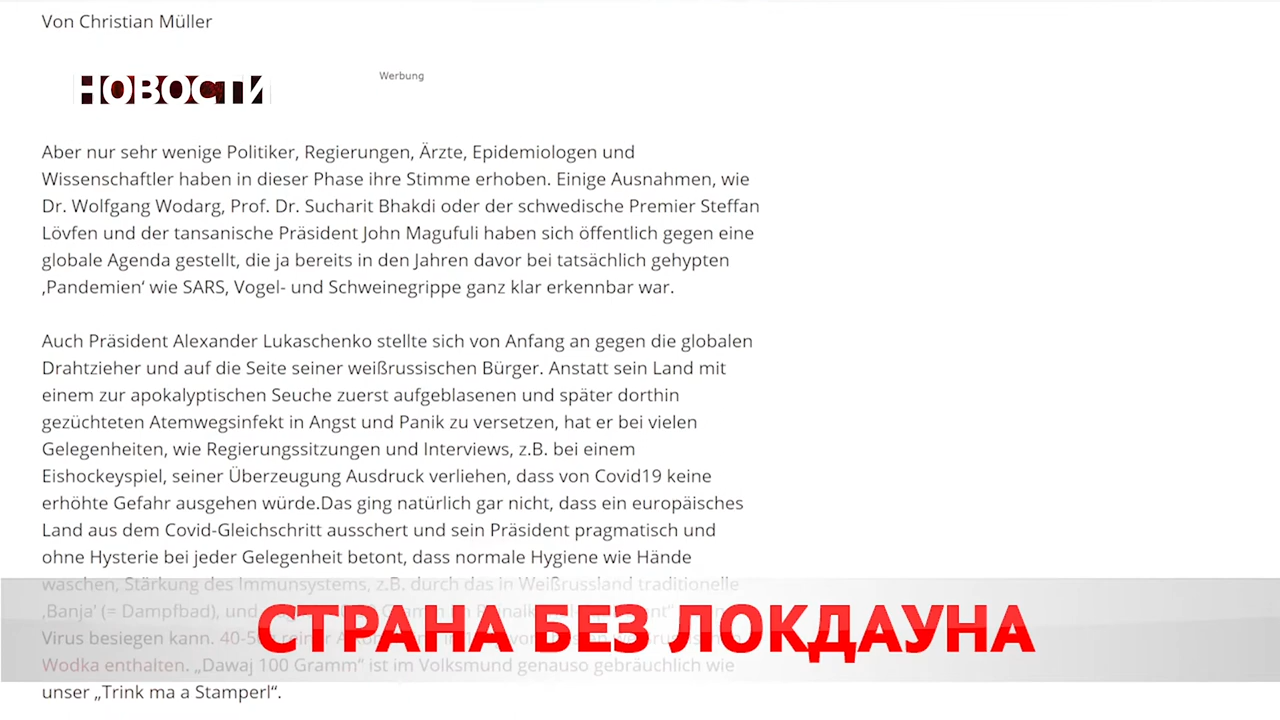 Von Christian Müller
НОВОСТИ
Werbung
Aber nur sehr wenige Politiker, Regierungen, Ärzte, Epidemiologen und
Wissenschaftler haben in dieser Phase ihre Stimme erhoben. Einige Ausnahmen, wie
Dr. Wolfgang Wodarg, Prof. Dr. Sucharit Bhakdi oder der schwedische Premier Steffan
Lövfen und der tansanische Präsident John Magufuli haben sich öffentlich gegen eine
globale Agenda gestellt, die ja bereits in den Jahren davor bei tatsächlich gehypten
‚Pandemien‘ wie SARS, Vogel- und Schweinegrippe ganz klar erkennbar war.
Auch Präsident Alexander Lukaschenko stellte sich von Anfang an gegen die globalen
Drahtzieher und auf die Seite seiner weißrussischen Bürger. Anstatt sein Land mit
einem zur apokalyptischen Seuche zuerst aufgeblasenen und später dorthin
gezüchteten Atemwegsinfekt in Angst und Panik zu versetzen, hat er bei vielen
Gelegenheiten, wie Regierungssitzungen und Interviews, z.B. bei einem
Eishockeyspiel, seiner Überzeugung Ausdruck verliehen, dass von Covid19 keine
erhöhte Gefahr ausgehen würde.Das ging natürlich gar nicht, dass ein europäisches
Land aus dem Covid-Gleichschritt ausschert und sein Präsident pragmatisch und
ohne Hysterie bei jeder Gelegenheit betont, dass normale Hygiene wie Hände
waschen, Stärkung des Immunsystems, z.B. durch das in Weißrussland traditionelle
‚Banja‘ (= Dampfbad), und
СТРАНА БЕЗ ЛОКДАУНА
Virus besiegen kann. 40-5
Wodka enthalten. „Dawaj 100 Gramm“ ist im Volksmund genauso gebräuchlich wie
unser „Trink ma a Stamperl“.